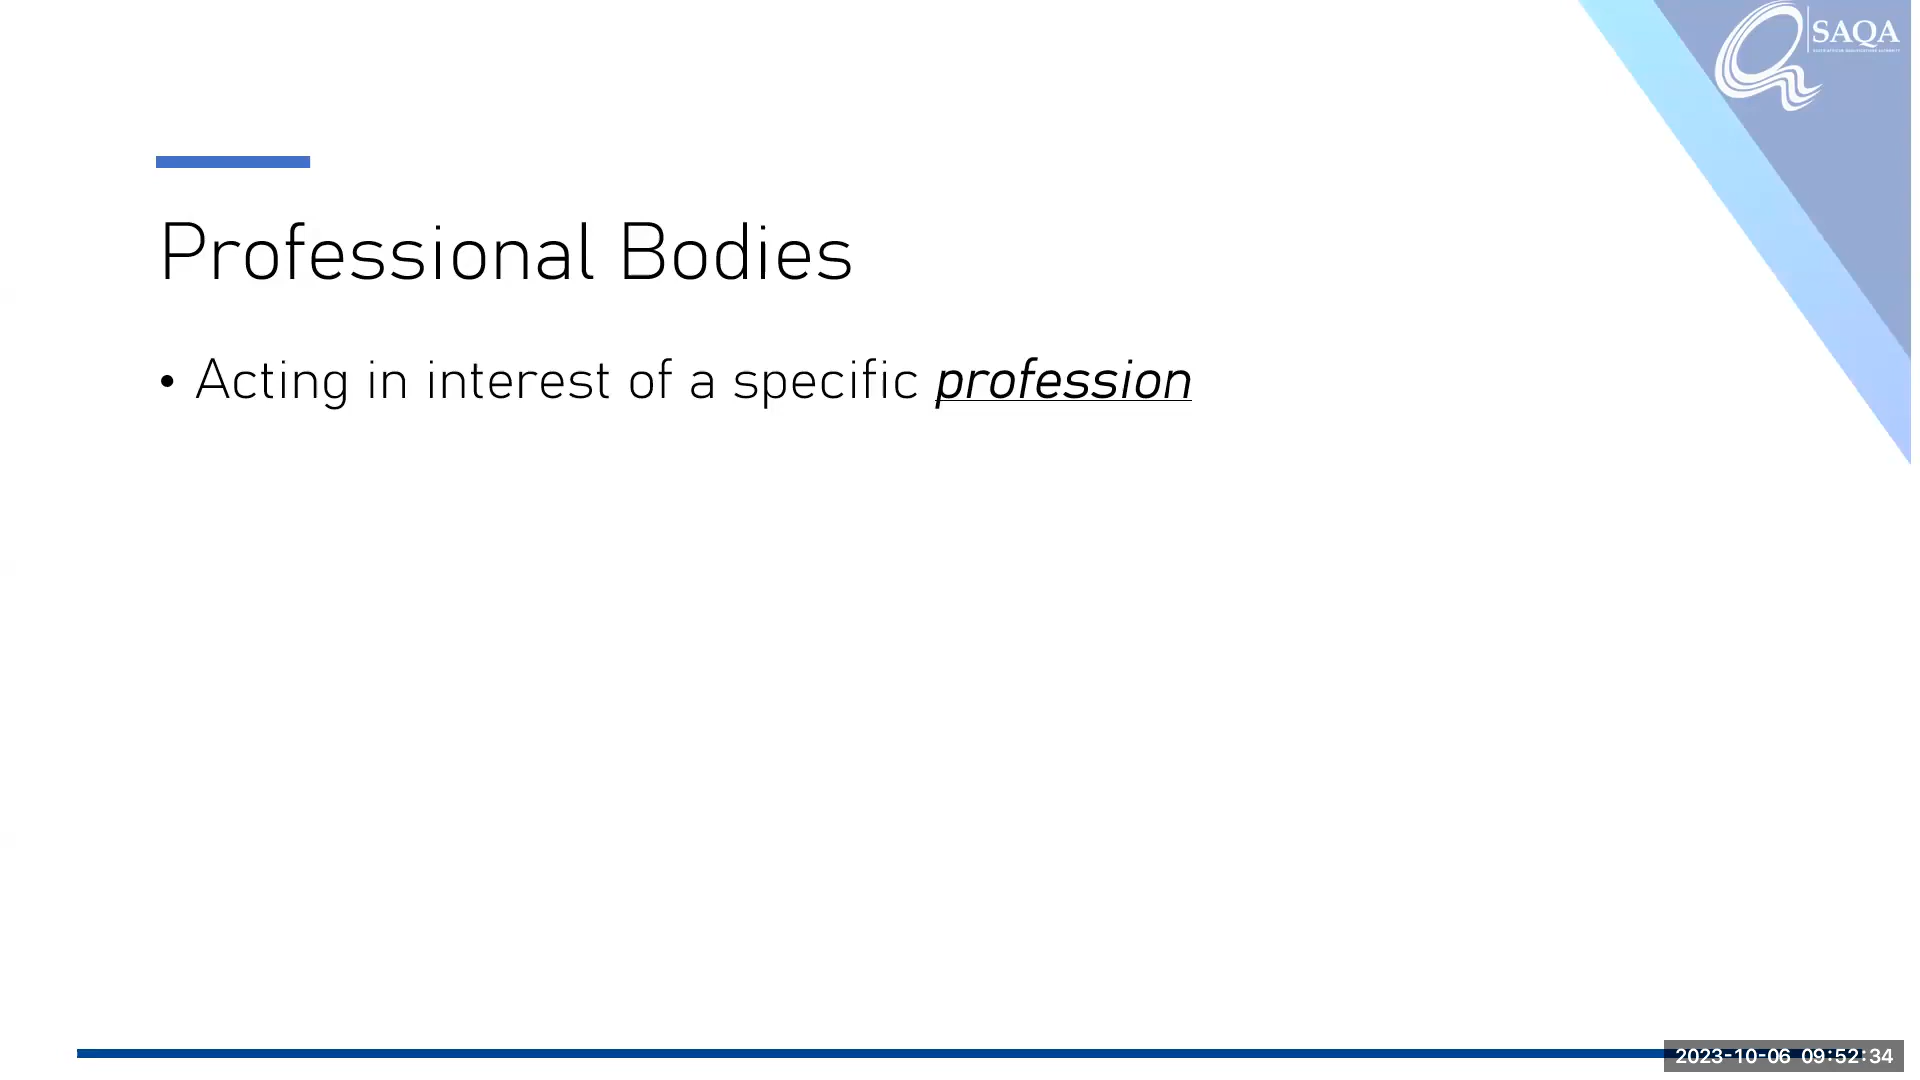 SAQA
Professional Bodies
• Acting in interest of a specific profession
2023-10-06 09:52:34